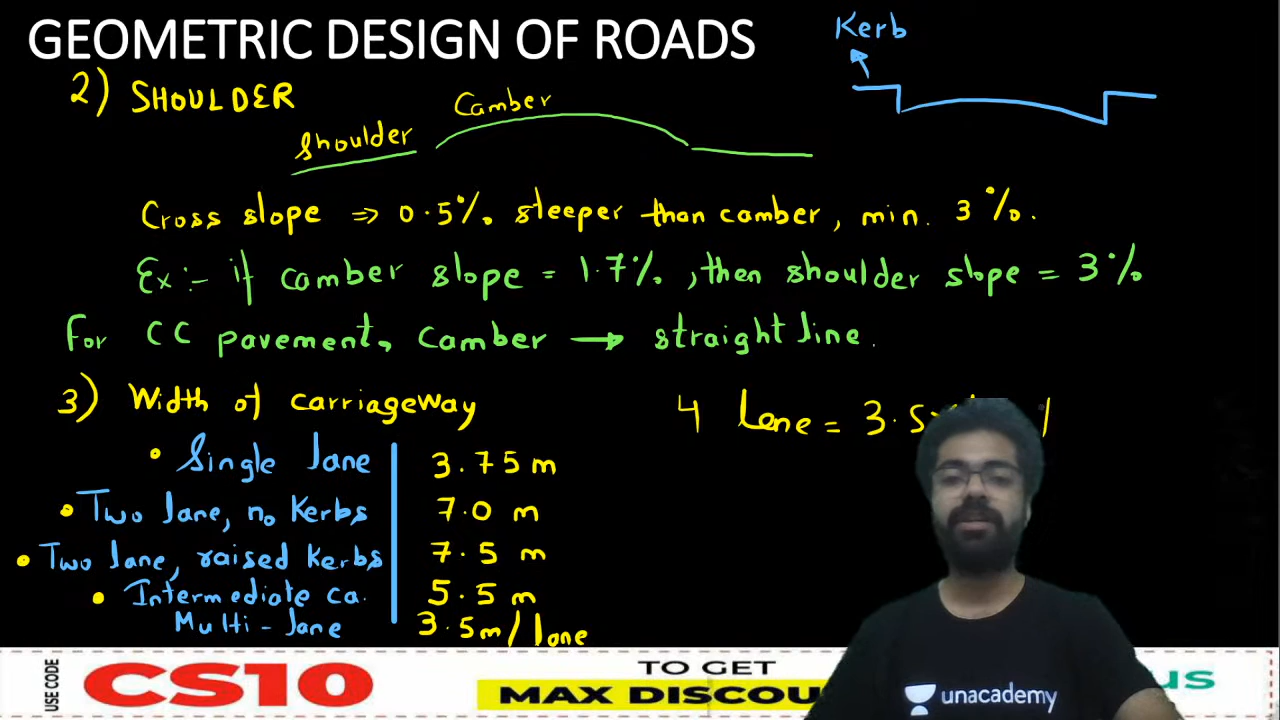 GEOMETRIC DESIGN OF ROADS
Kerb
2) SHOULDER
Camber
shoulder
Cross slope ⇒ 0.5% steeper than camber, min. 3%.
Ex:- if camber slope = 1.7%, then shoulder slope = 3%
For CC pavement, camber → straight line.
3) Width of carriageway
4 lane = 3.5
• Single lane 3.75 m
• Two lane, no Kerbs 7.0 m
• Two lane, raised Kerbs 7.5 m
• Intermediate ca. 5.5 m
Multi-lane 3.5m/lane
USE CODE
CS10
TO GET
MAX DISCOU
unacademy
us